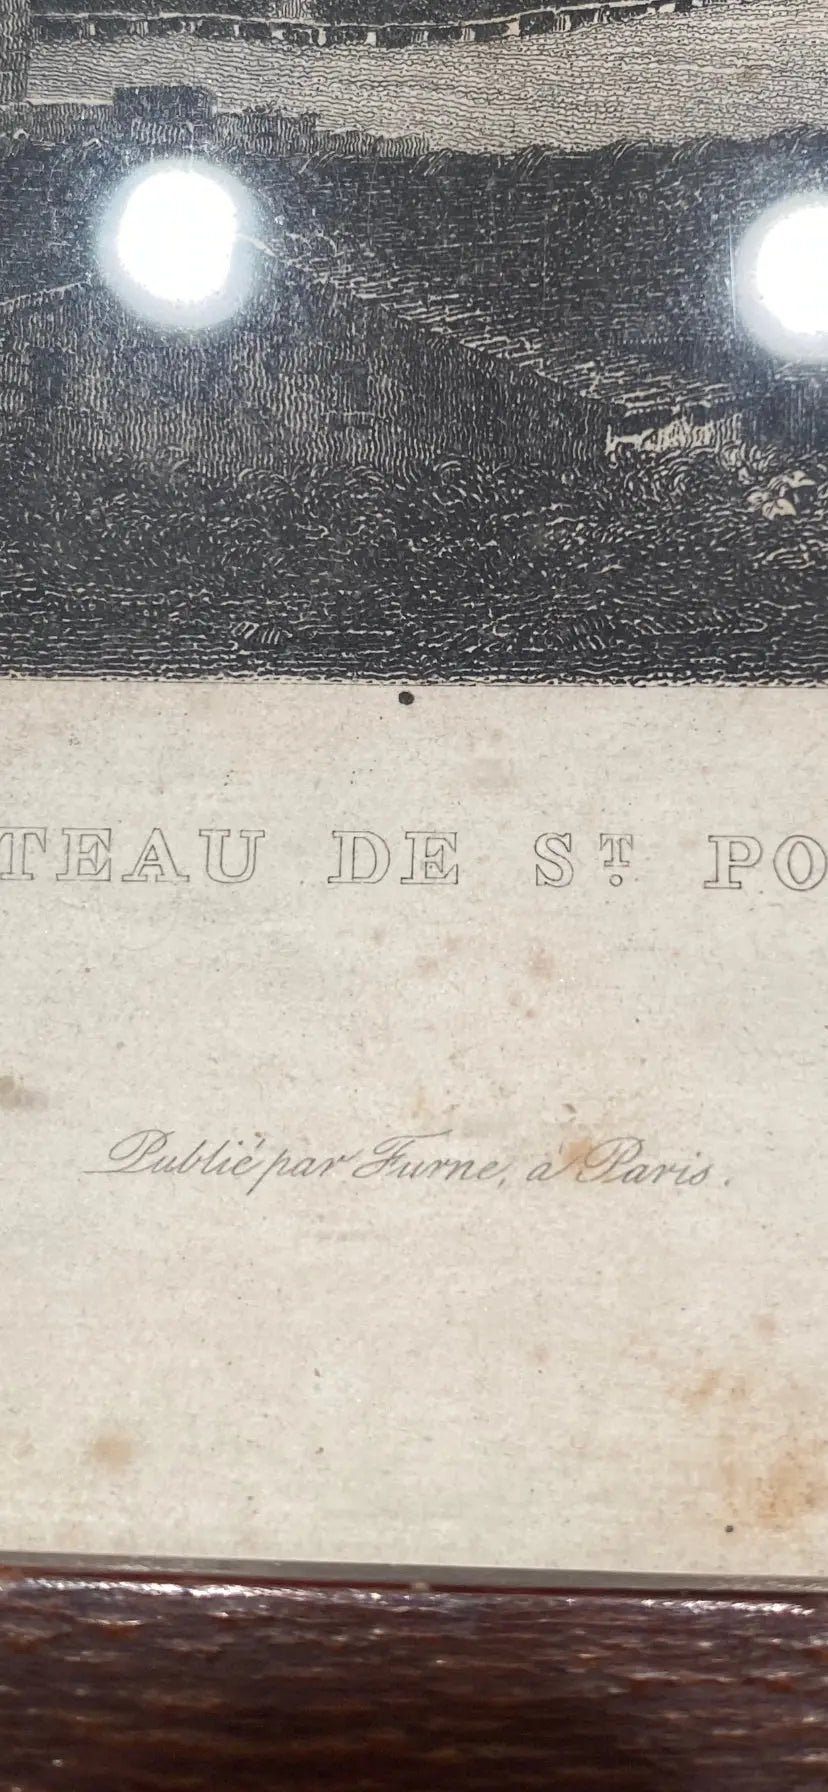 TEAU DE ST. PO
Publié par Furne, à Paris.